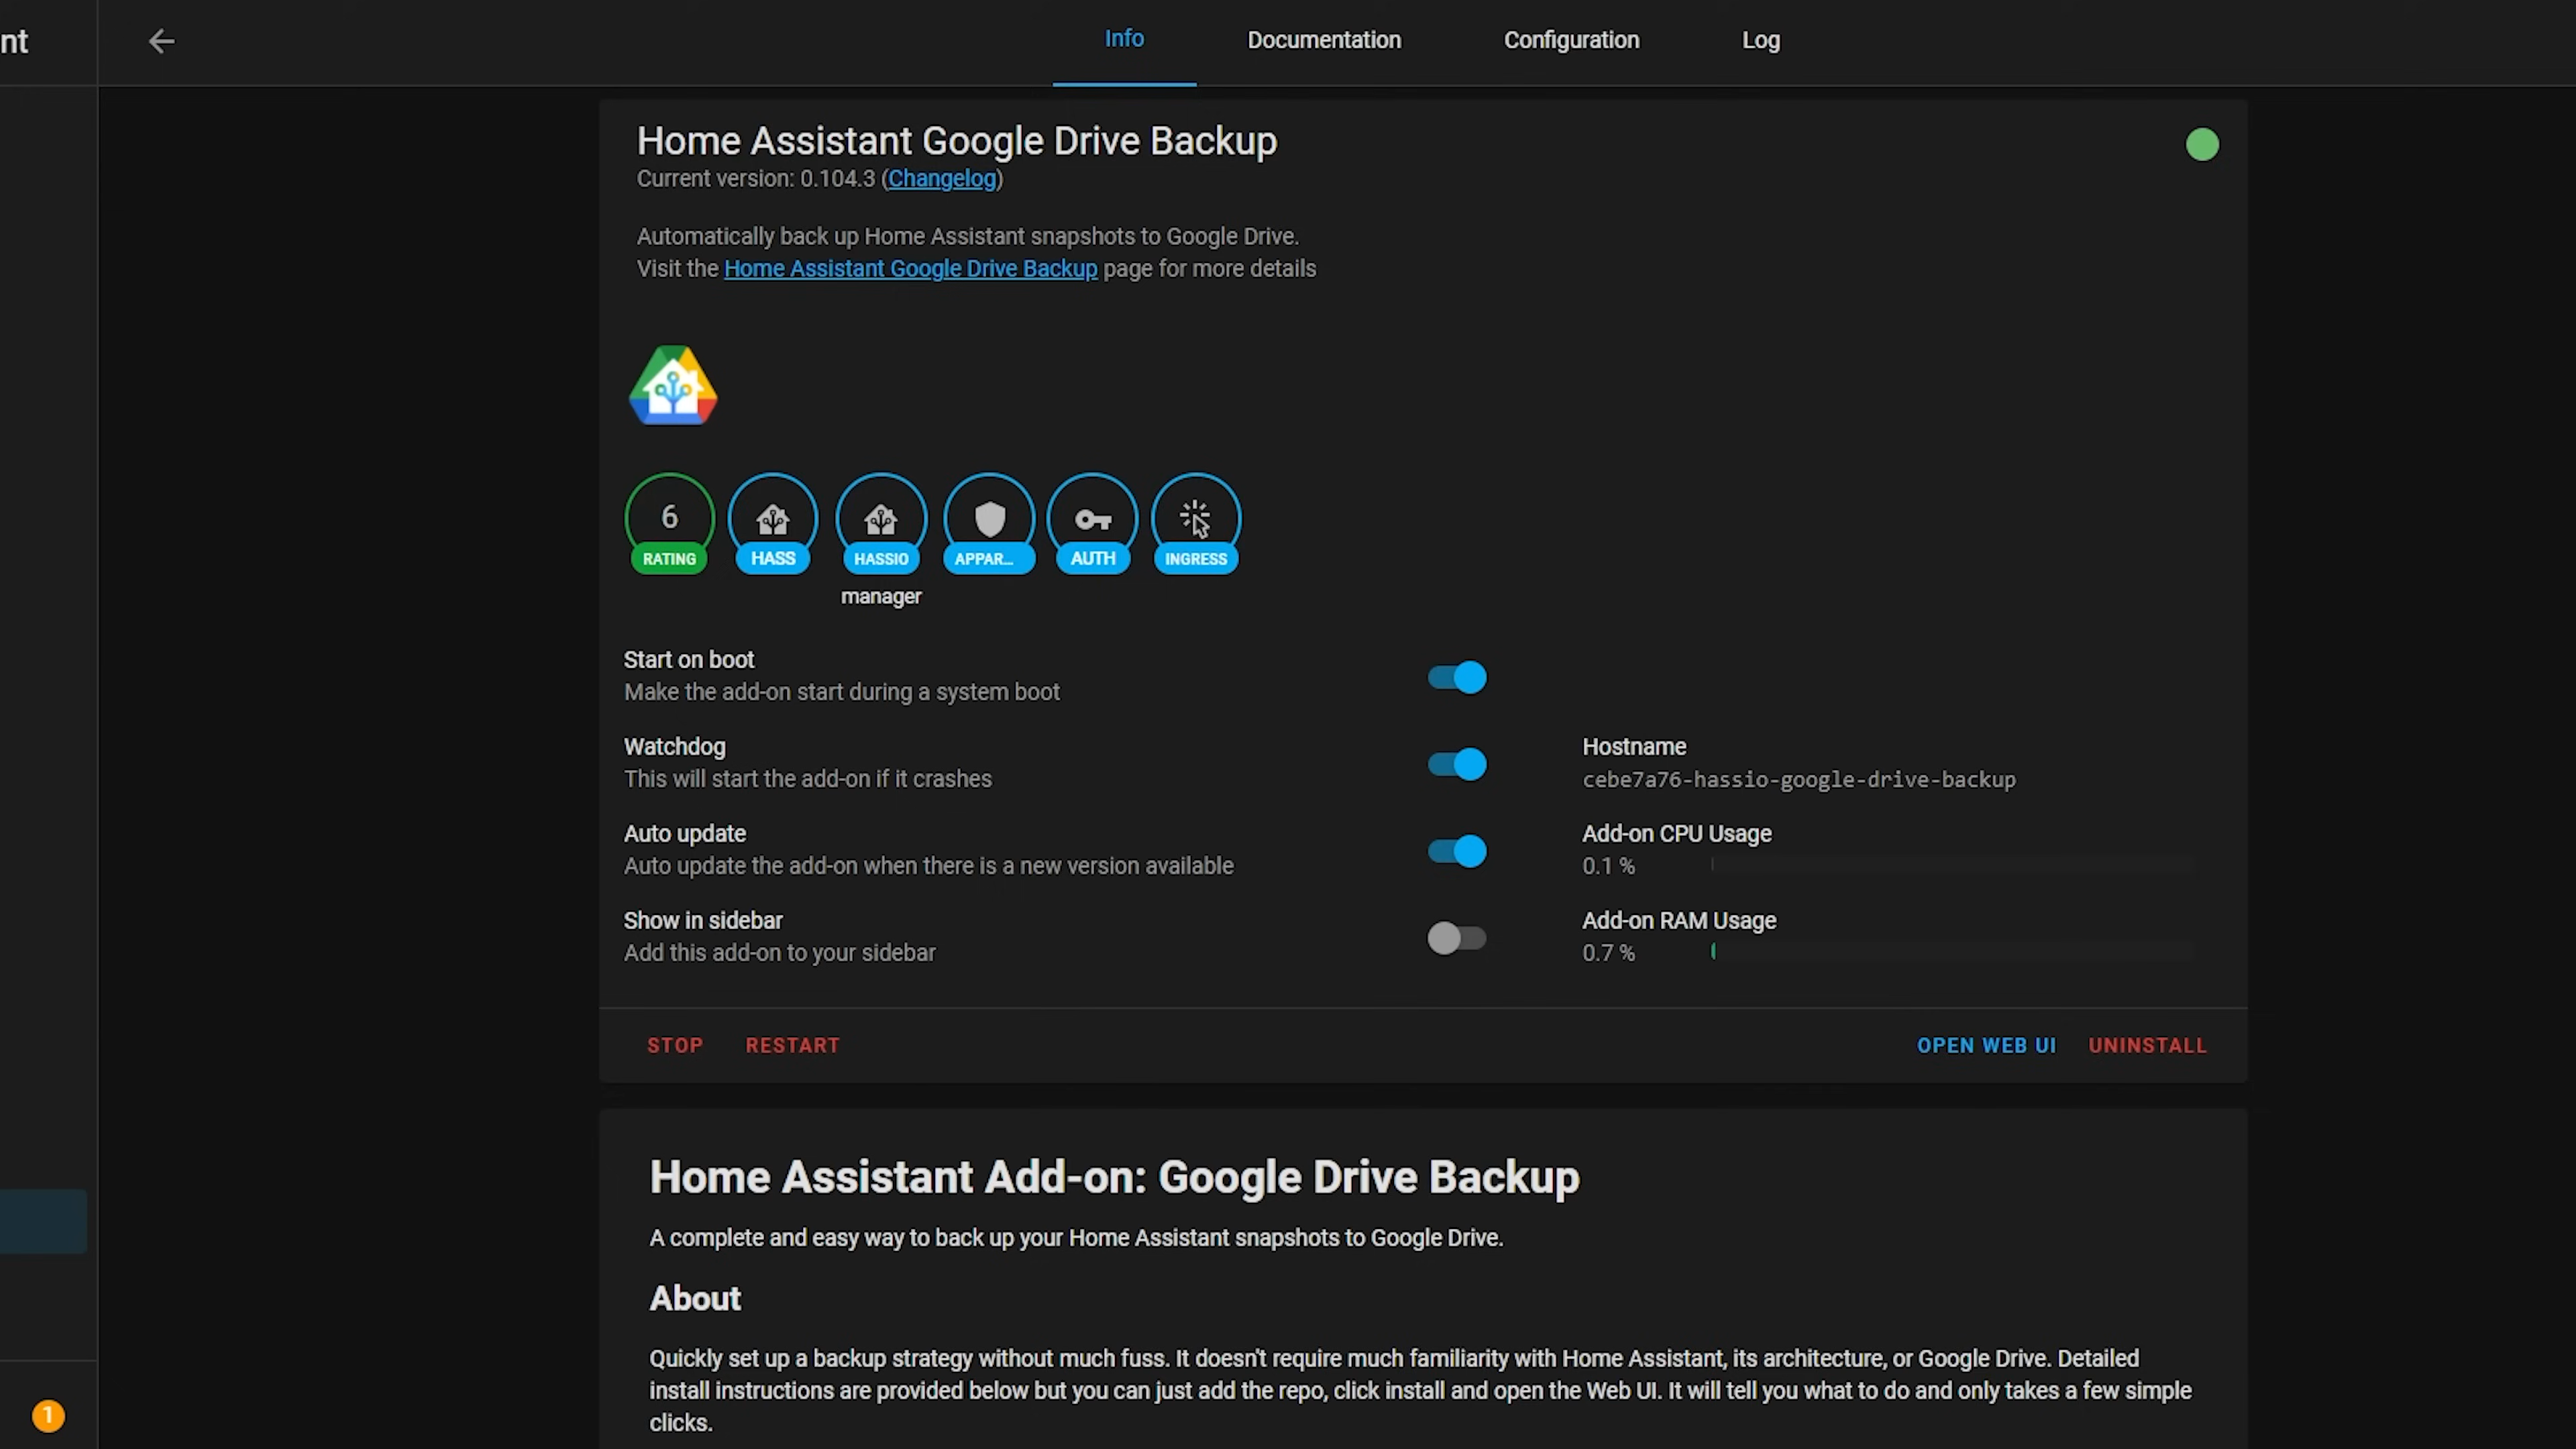 nt
Info
Documentation
Configuration
Log
Home Assistant Google Drive Backup
Current version: 0.104.3 (Changelog)
Automatically back up Home Assistant snapshots to Google Drive.
Visit the Home Assistant Google Drive Backup page for more details
6
RATING
HASS
HASSIO
APPAR...
AUTH
INGRESS
manager
Start on boot
Make the add-on start during a system boot
Watchdog
This will start the add-on if it crashes
Hostname
cebe7a76-hassio-google-drive-backup
Auto update
Auto update the add-on when there is a new version available
Add-on CPU Usage
0.1 %
Show in sidebar
Add this add-on to your sidebar
Add-on RAM Usage
0.7 %
STOP
RESTART
OPEN WEB UI
UNINSTALL
Home Assistant Add-on: Google Drive Backup
A complete and easy way to back up your Home Assistant snapshots to Google Drive.
About
Quickly set up a backup strategy without much fuss. It doesn't require much familiarity with Home Assistant, its architecture, or Google Drive. Detailed
install instructions are provided below but you can just add the repo, click install and open the Web UI. It will tell you what to do and only takes a few simple
clicks.
1